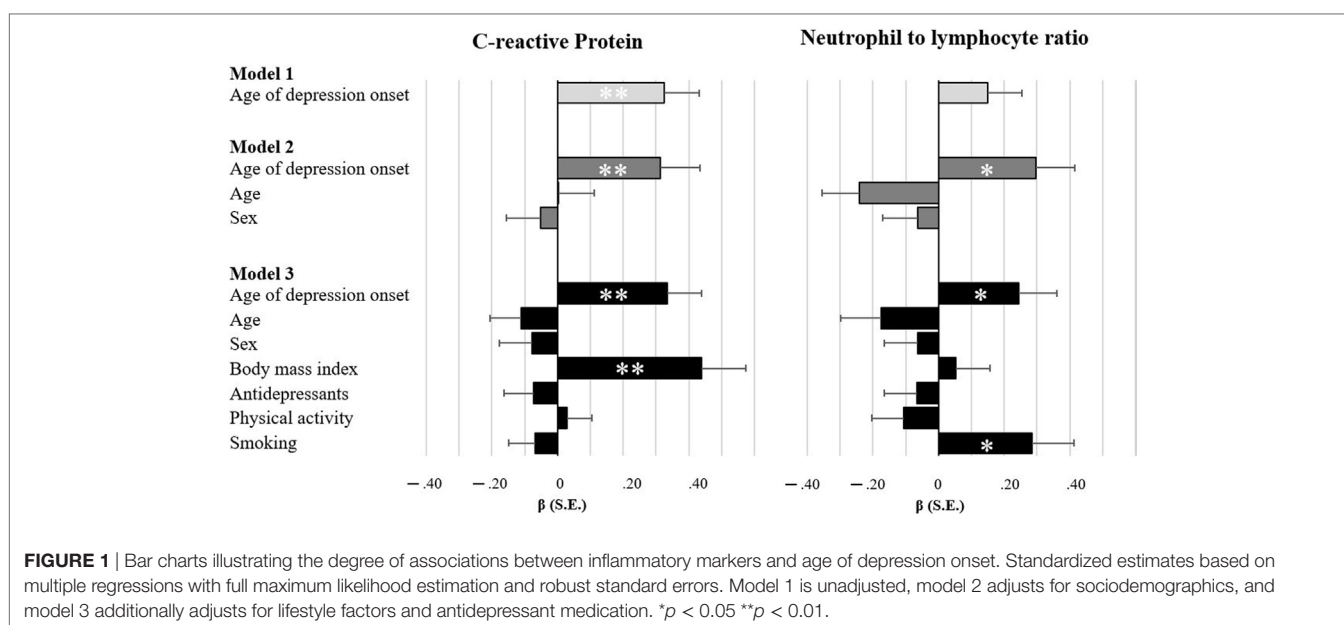 C-reactive Protein
Neutrophil to lymphocyte ratio
Model 1
Age of depression onset
**
Model 2
Age of depression onset
**
*
Age
Sex
Model 3
Age of depression onset
**
*
Age
Sex
Body mass index
**
Antidepressants
Physical activity
Smoking
*
– .40 – .20 0 .20 .40
– .40 – .20 0 .20 .40
β (S.E.)
β (S.E.)
FIGURE 1 | Bar charts illustrating the degree of associations between inflammatory markers and age of depression onset. Standardized estimates based on
multiple regressions with full maximum likelihood estimation and robust standard errors. Model 1 is unadjusted, model 2 adjusts for sociodemographics, and
model 3 additionally adjusts for lifestyle factors and antidepressant medication. *p < 0.05 **p < 0.01.